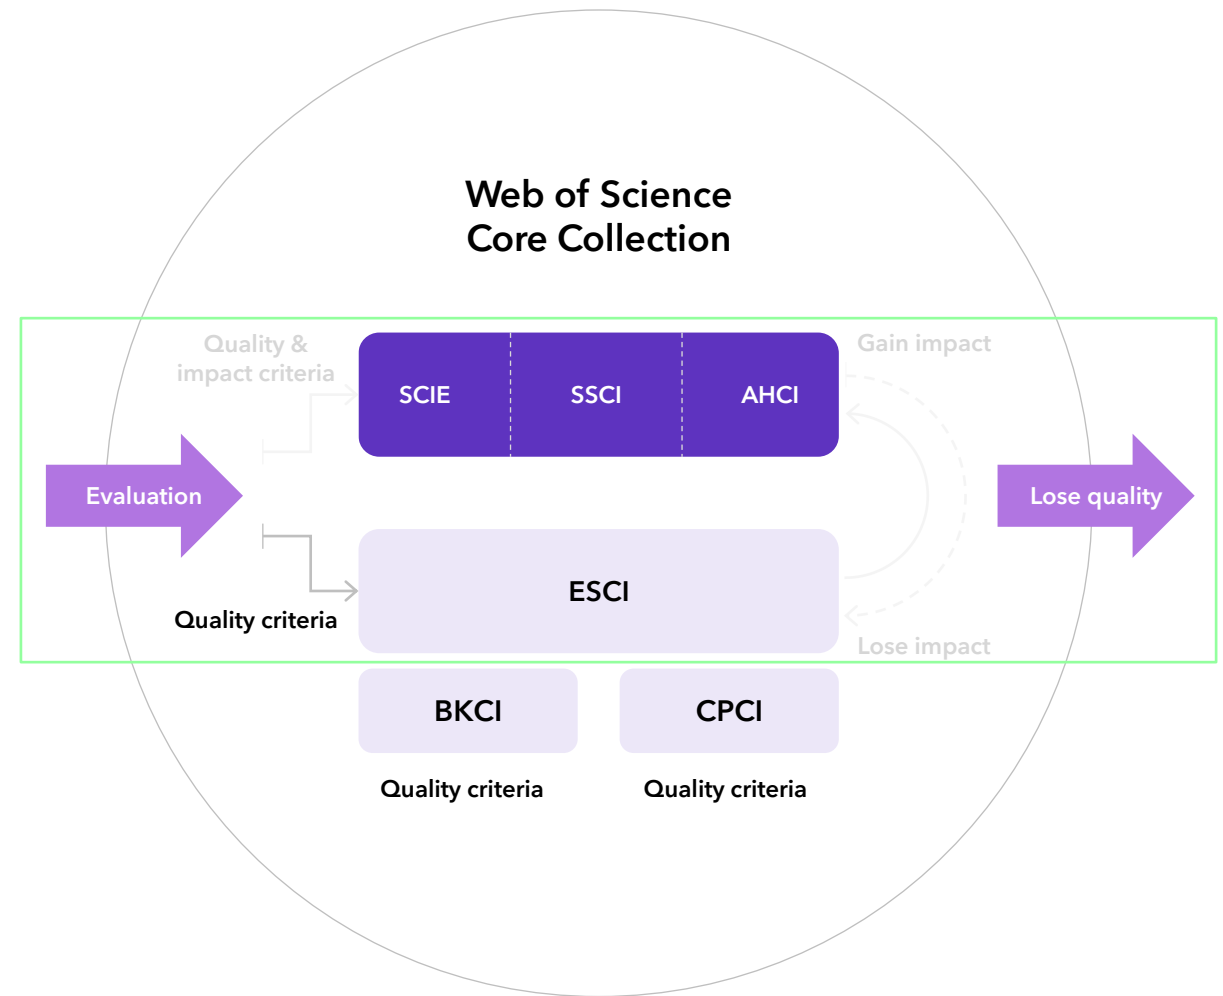 Web of Science
Core Collection
Quality &
impact criteria
SCIE
SSCI
AHCI
Gain impact
Evaluation
Lose quality
ESCI
Quality criteria
Lose impact
BKCI
CPCI
Quality criteria
Quality criteria